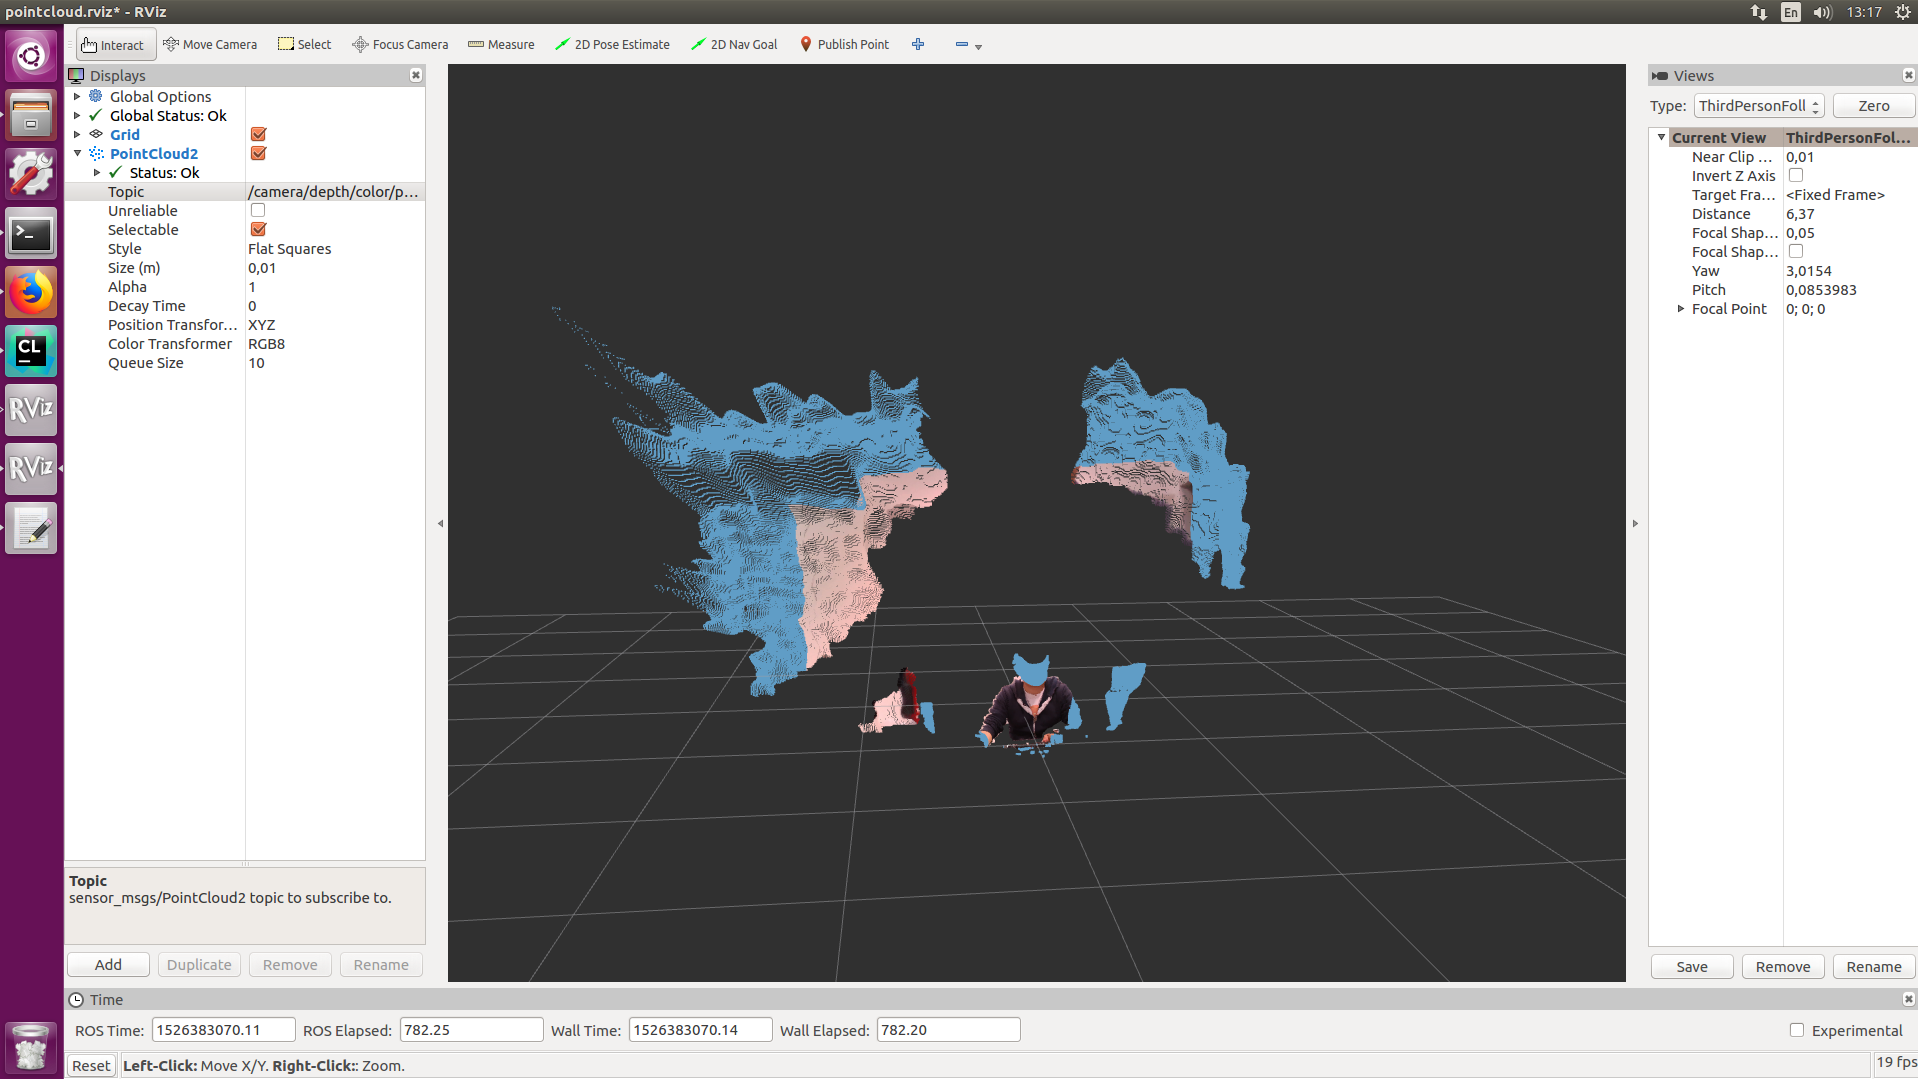 pointcloud.rviz* - RViz
En
13:17
Interact
Move Camera
Select
Focus Camera
Measure
2D Pose Estimate
2D Nav Goal
Publish Point
Displays
Global Options
Global Status: Ok
Grid
PointCloud2
Status: Ok
Topic /camera/depth/color/p...
Unreliable
Selectable
Style Flat Squares
Size (m) 0,01
Alpha 1
Decay Time 0
Position Transfor... XYZ
Color Transformer RGB8
Queue Size 10
CL
RViz
RViz
Topic
sensor_msgs/PointCloud2 topic to subscribe to.
Add
Duplicate
Remove
Rename
Views
Type: ThirdPersonFoll
Zero
Current View ThirdPersonFol...
Near Clip ... 0,01
Invert Z Axis
Target Fra... <Fixed Frame>
Distance 6,37
Focal Shap... 0,05
Focal Shap...
Yaw 3,0154
Pitch 0,0853983
Focal Point 0; 0; 0
Save
Remove
Rename
Time
ROS Time: 1526383070.11
ROS Elapsed: 782.25
Wall Time: 1526383070.14
Wall Elapsed: 782.20
Experimental
Reset
Left-Click: Move X/Y. Right-Click:: Zoom.
19 fps